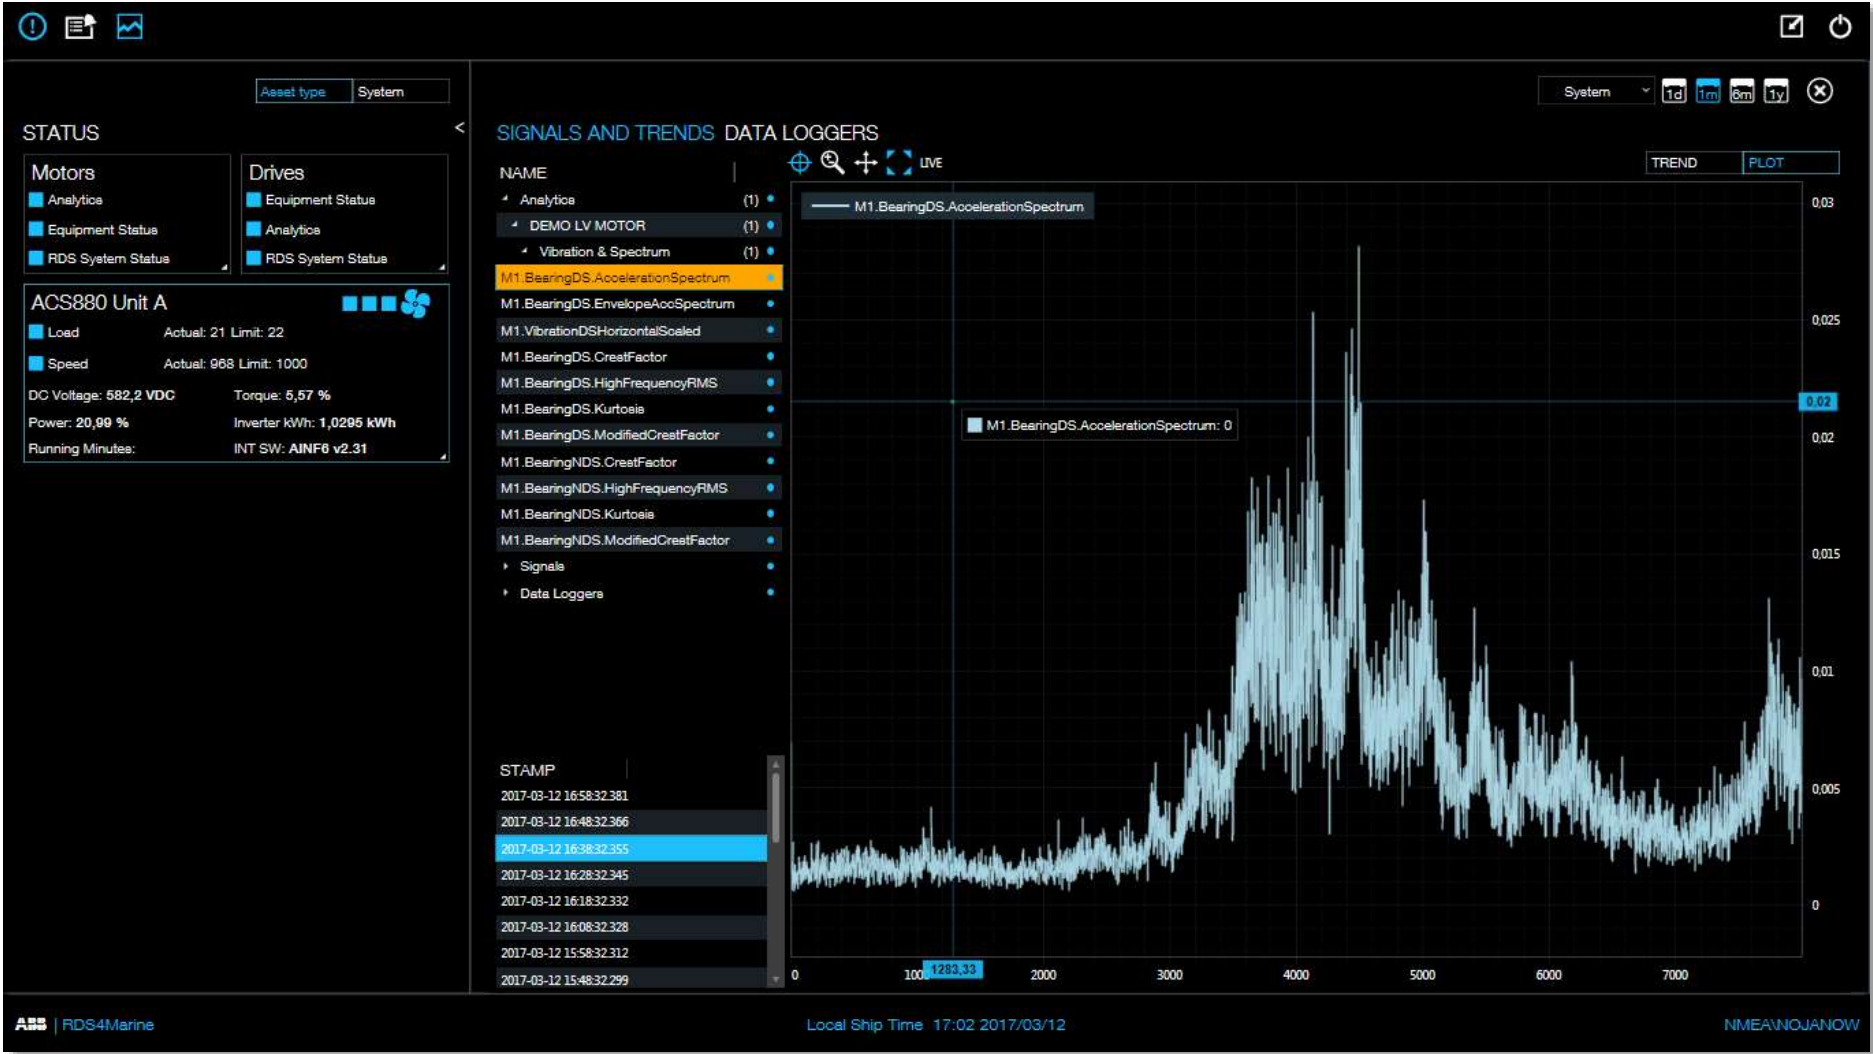 1d 1m 6m 1y
Asset type System
System
STATUS <
SIGNALS AND TRENDS DATA LOGGERS
LIVE
TREND PLOT
Motors
Analytics
Equipment Status
RDS System Status
Drives
Equipment Status
Analytics
RDS System Status
ACS880 Unit A
Load Actual: 21 Limit: 22
Speed Actual: 968 Limit: 1000
DC Voltage: 582,2 VDC Torque: 5,57 %
Power: 20,99 % Inverter kWh: 1,0295 kWh
Running Minutes: INT SW: AINF6 v2.31
NAME
Analytics (1)
DEMO LV MOTOR (1)
Vibration & Spectrum (1)
M1.BearingDS.AccelerationSpectrum
M1.BearingDS.EnvelopeAccSpectrum
M1.VibrationDSHorizontalScaled
M1.BearingDS.CrestFactor
M1.BearingDS.HighFrequencyRMS
M1.BearingDS.Kurtosis
M1.BearingDS.ModifiedCrestFactor
M1.BearingNDS.CrestFactor
M1.BearingNDS.HighFrequencyRMS
M1.BearingNDS.Kurtosis
M1.BearingNDS.ModifiedCrestFactor
Signals
Data Loggers
STAMP
2017-03-12 16:58:32.381
2017-03-12 16:48:32.366
2017-03-12 16:38:32.355
2017-03-12 16:28:32.345
2017-03-12 16:18:32.332
2017-03-12 16:08:32.328
2017-03-12 15:58:32.312
2017-03-12 15:48:32.299
M1.BearingDS.AccelerationSpectrum
M1.BearingDS.AccelerationSpectrum: 0
0,03
0,025
0,02
0,02
0,015
0,01
0,005
0
0 1283,33 2000 3000 4000 5000 6000 7000
ABB | RDS4Marine
Local Ship Time 17:02 2017/03/12
NMEA\NOJANOW